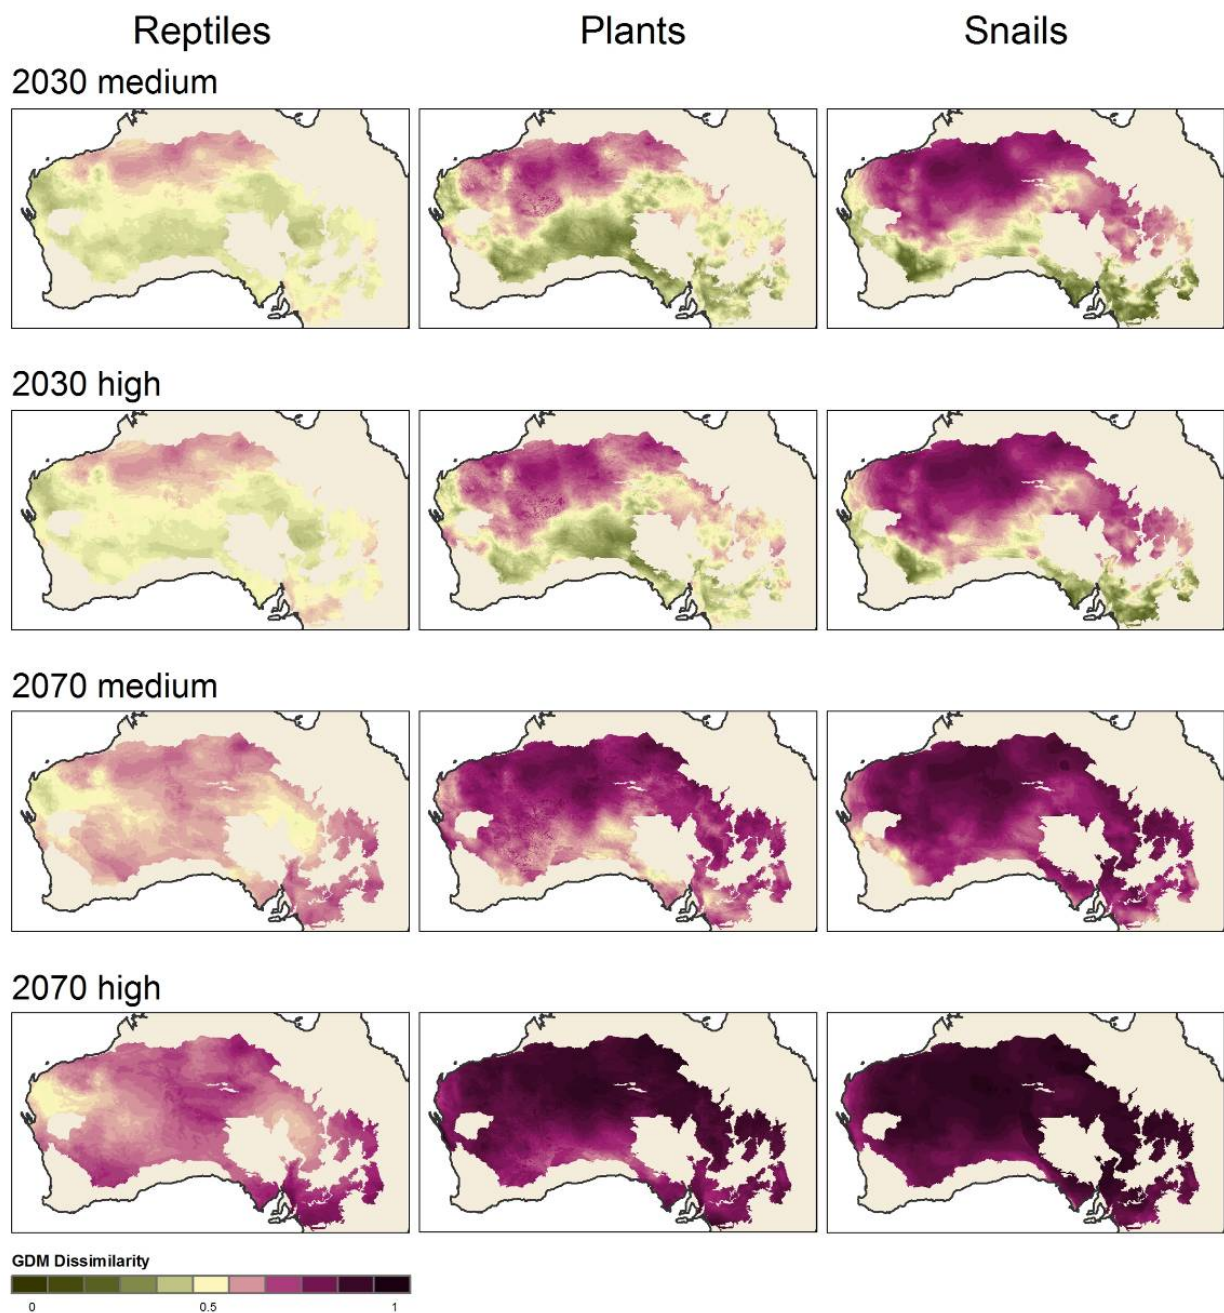 Reptiles Plants Snails
2030 medium
2030 high
2070 medium
2070 high
GDM Dissimilarity
0 0.5 1